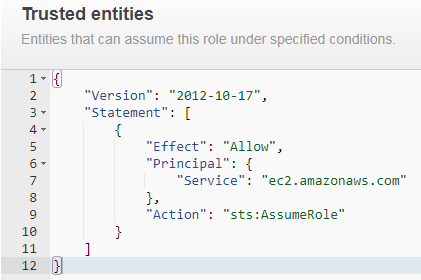 Trusted entities
Entities that can assume this role under specified conditions.
1 {
2     "Version": "2012-10-17",
3     "Statement": [
4         {
5             "Effect": "Allow",
6             "Principal": {
7                 "Service": "ec2.amazonaws.com"
8             },
9             "Action": "sts:AssumeRole"
10         }
11     ]
12 }